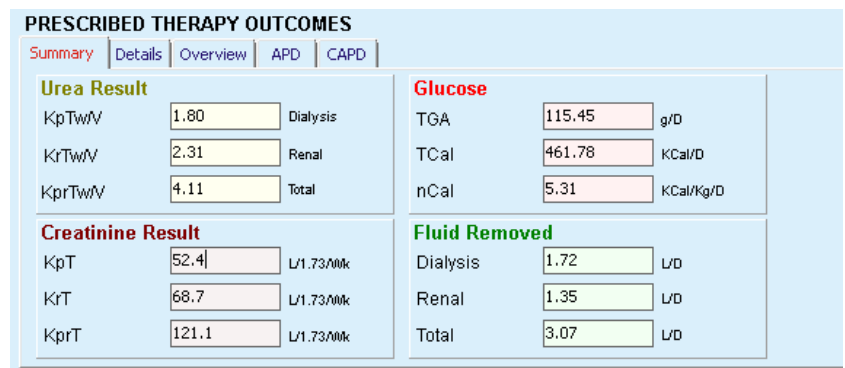 PRESCRIBED THERAPY OUTCOMES
Summary Details Overview APD CAPD
Urea Result
KpTw/V 1.80 Dialysis
KrTw/V 2.31 Renal
KprTw/V 4.11 Total
Glucose
TGA 115.45 g/D
TCal 461.78 KCal/D
nCal 5.31 KCal/Kg/D
Creatinine Result
KpT 52.4 L/1.73/Wk
KrT 68.7 L/1.73/Wk
KprT 121.1 L/1.73/Wk
Fluid Removed
Dialysis 1.72 L/D
Renal 1.35 L/D
Total 3.07 L/D